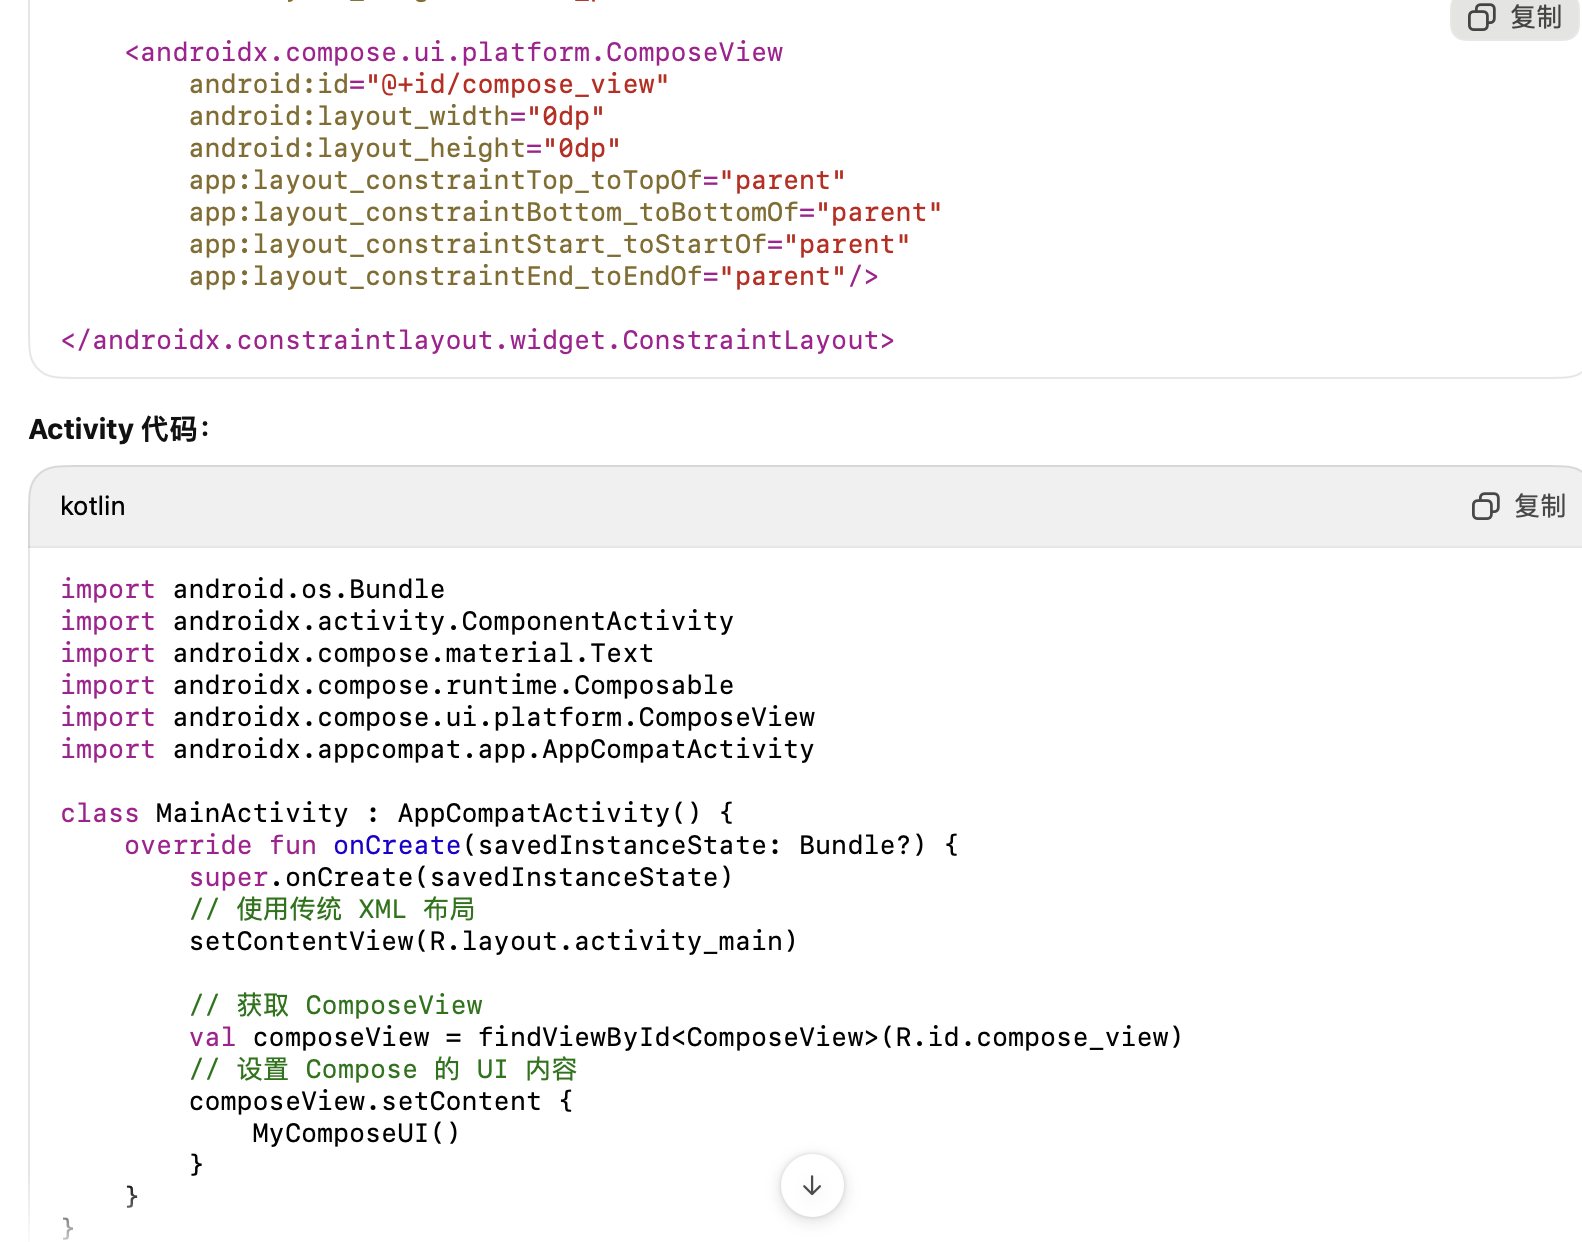 复制
<androidx.compose.ui.platform.ComposeView
android:id="@+id/compose_view"
android:layout_width="0dp"
android:layout_height="0dp"
app:layout_constraintTop_toTopOf="parent"
app:layout_constraintBottom_toBottomOf="parent"
app:layout_constraintStart_toStartOf="parent"
app:layout_constraintEnd_toEndOf="parent"/>
</androidx.constraintlayout.widget.ConstraintLayout>
Activity 代码：
kotlin 复制
import android.os.Bundle
import androidx.activity.ComponentActivity
import androidx.compose.material.Text
import androidx.compose.runtime.Composable
import androidx.compose.ui.platform.ComposeView
import androidx.appcompat.app.AppCompatActivity
class MainActivity : AppCompatActivity() {
override fun onCreate(savedInstanceState: Bundle?) {
super.onCreate(savedInstanceState)
// 使用传统 XML 布局
setContentView(R.layout.activity_main)
// 获取 ComposeView
val composeView = findViewById<ComposeView>(R.id.compose_view)
// 设置 Compose 的 UI 内容
composeView.setContent {
MyComposeUI()
}
}
}